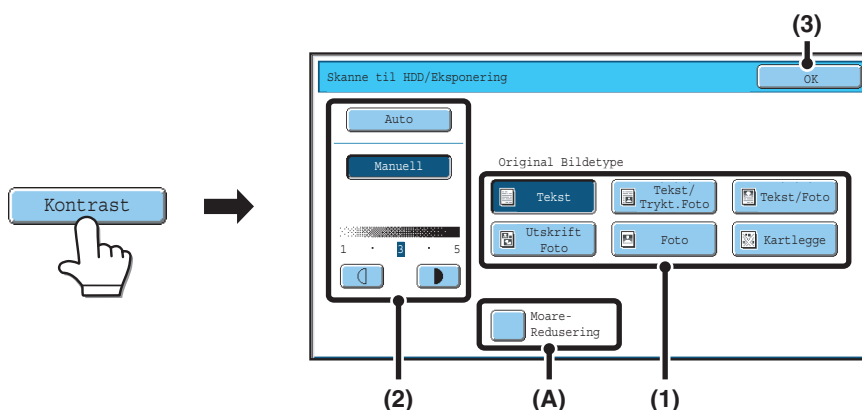 (3)
Skanne til HDD/Eksponering
OK
Auto
Manuell
Original Bildetype
Tekst
Tekst/
Trykt.Foto
Tekst/Foto
Kontrast
Utskrift
Foto
Foto
Kartlegge
1 · 3 · 5
Moare-
Redusering
(2)
(A)
(1)